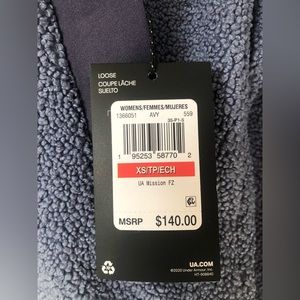 LOOSE
COUPE LÂCHE
SUELTO
WOMENS/FEMMES/MUJERES
1366051 AVY 559
1 95253 58770 2
XS/TP/ECH
UA Mission FZ
MSRP $140.00
UA.COM
©2020 Under Armour, Inc.